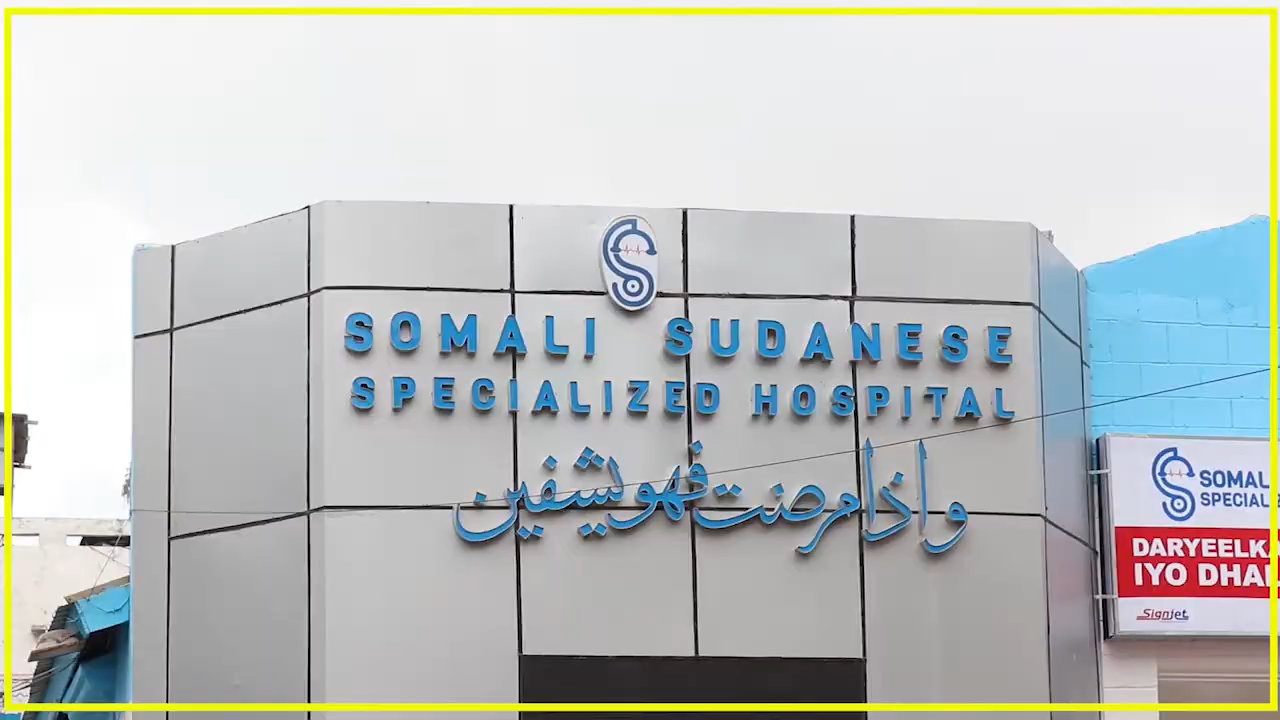 SOMALI SUDANESE
SPECIALIZED HOSPITAL
واذا مرضت فهو يشفين
SOMAL
SPECIAL
DARYEELKA
IYO DHA
Signjet